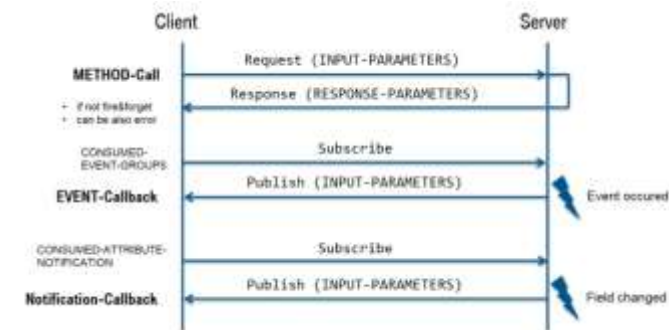 Client
Server
Request (INPUT-PARAMETERS)
METHOD-Call
Response (RESPONSE-PARAMETERS)
• if not fire&forget
• can be also error
Subscribe
CONSUMED-
EVENT-GROUPS
Publish (INPUT-PARAMETERS)
EVENT-Callback
Event occured
CONSUMED-ATTRIBUTE-
NOTIFICATION
Subscribe
Publish (INPUT-PARAMETERS)
Notification-Callback
Field changed